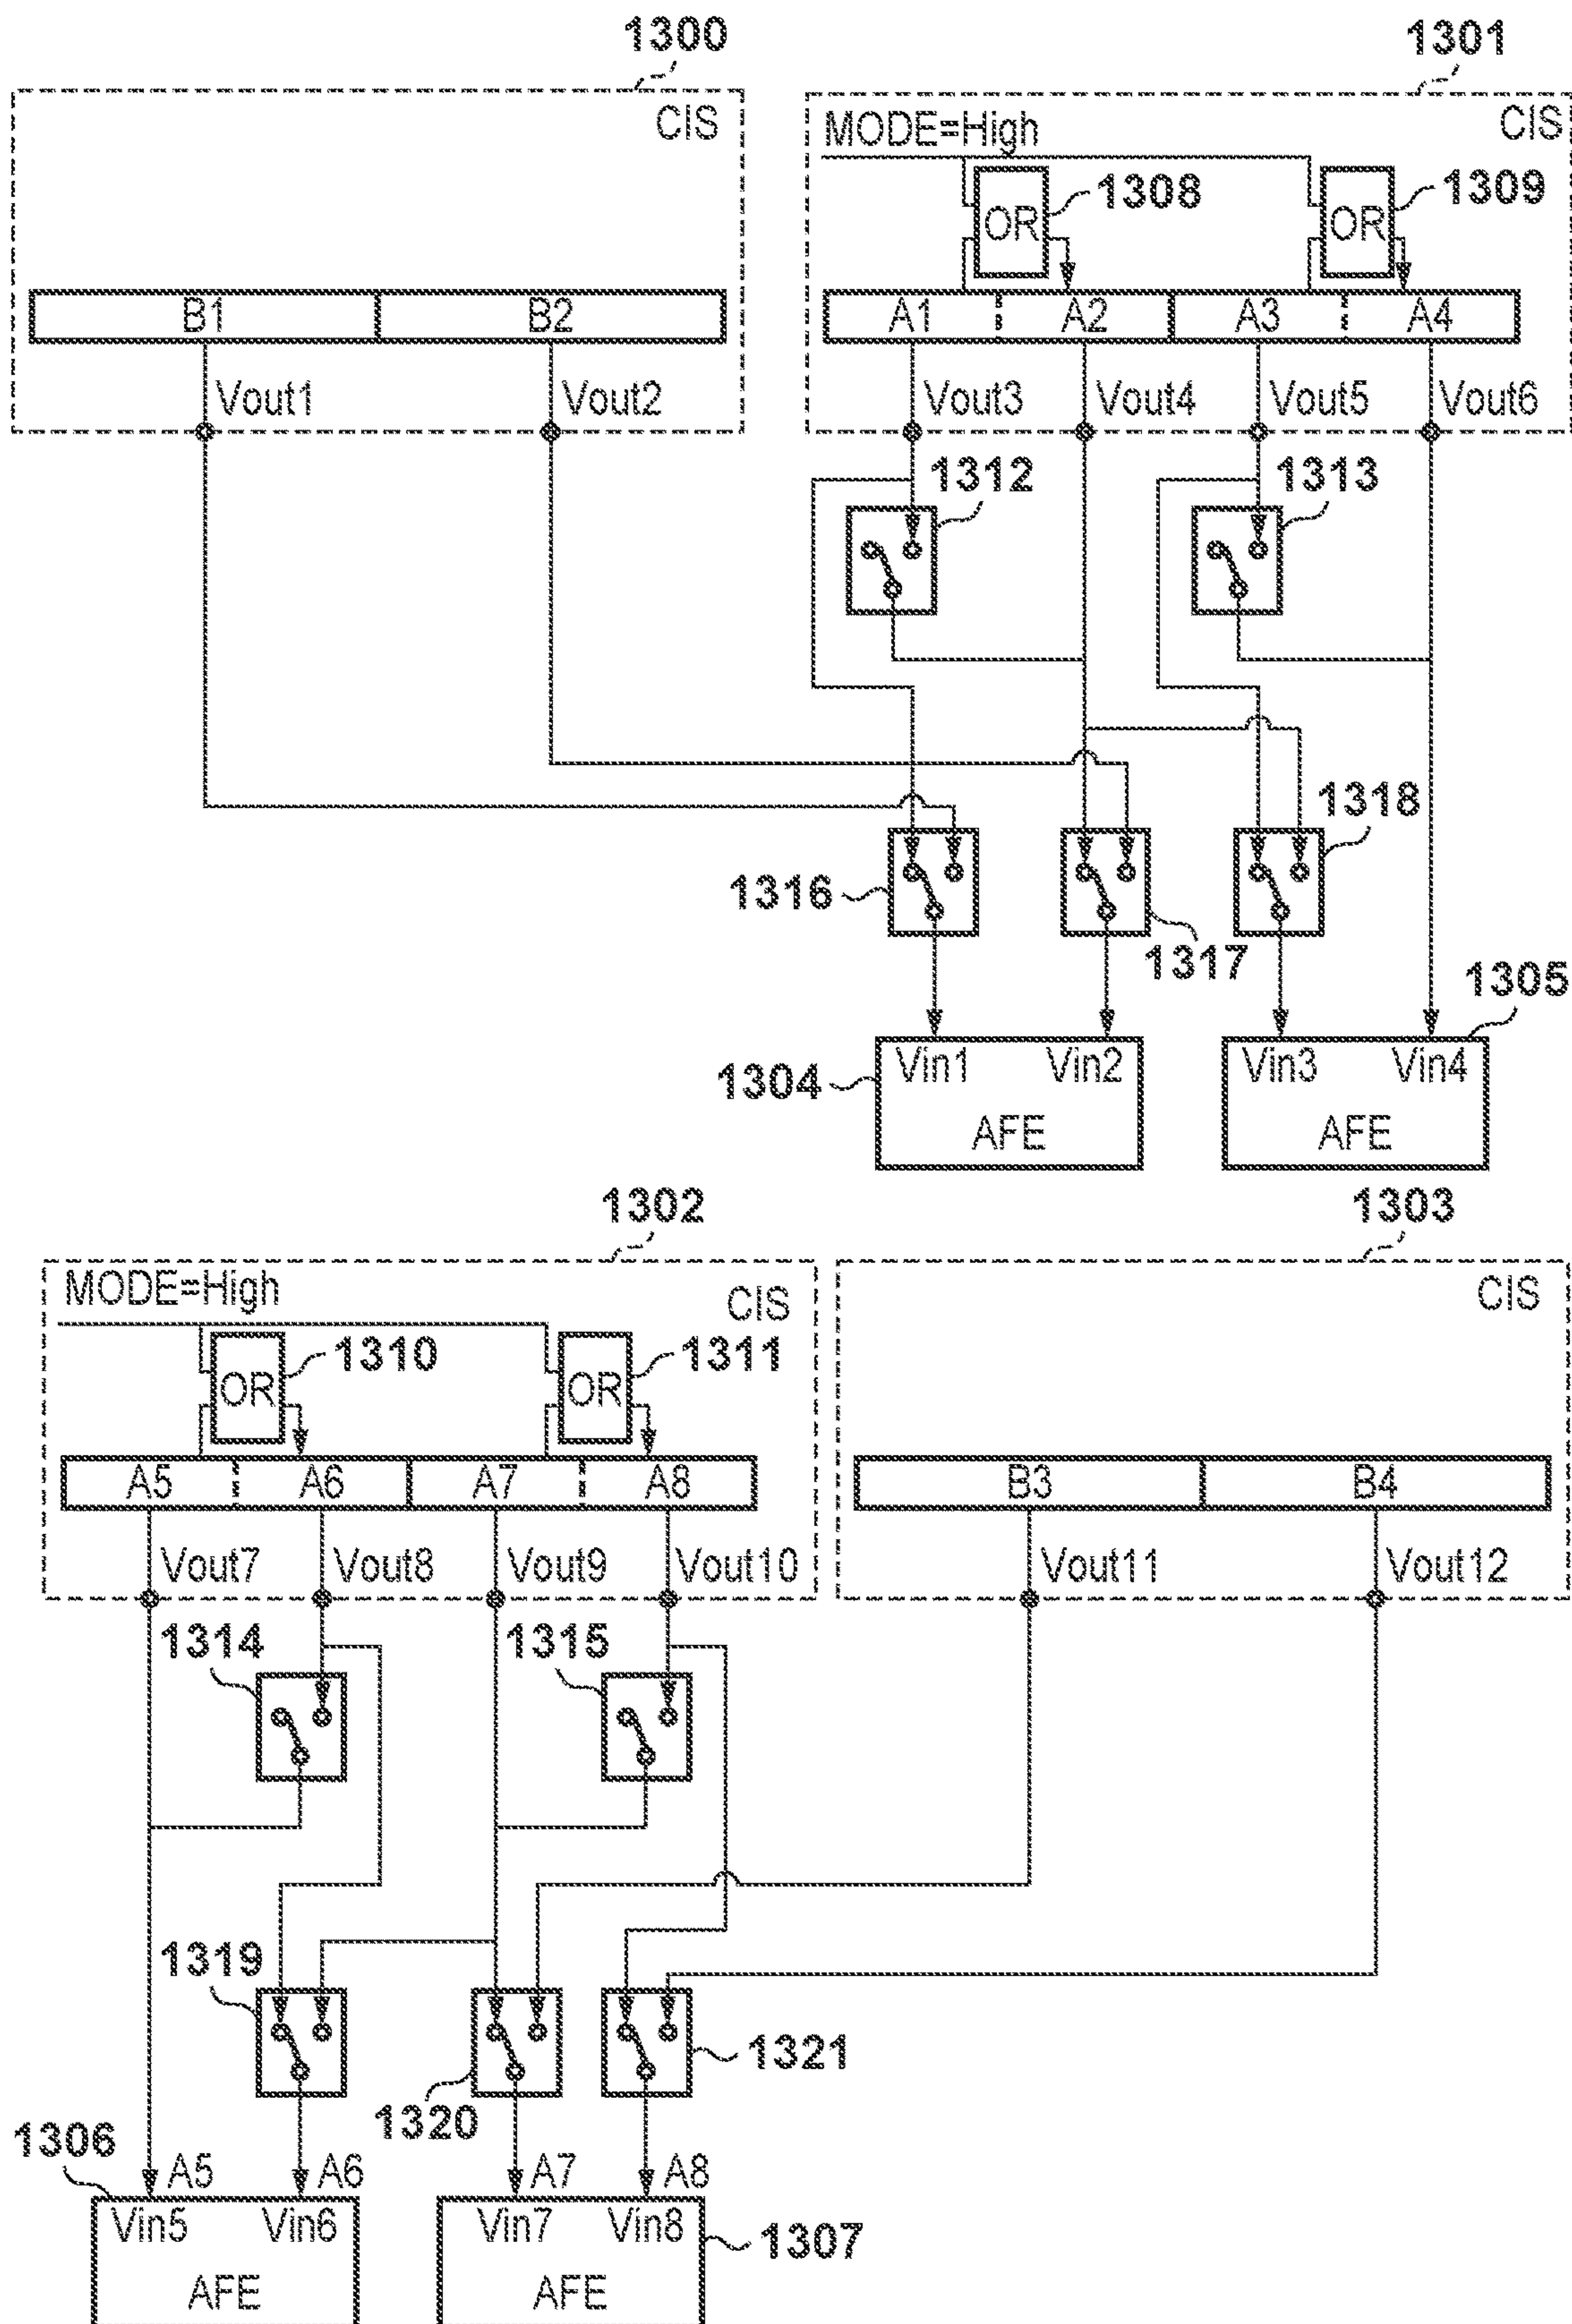 1300
1301
CIS
MODE=High
CIS
OR
1308
OR
1309
B1
B2
A1
A2
A3
A4
Vout1
Vout2
Vout3
Vout4
Vout5
Vout6
1312
1313
1318
1316
1317
1305
1304
Vin1
Vin2
Vin3
Vin4
AFE
AFE
1302
1303
MODE=High
CIS
CIS
OR
1310
OR
1311
A5
A6
A7
A8
B3
B4
Vout7
Vout8
Vout9
Vout10
Vout11
Vout12
1314
1315
1319
1321
1320
1306
A5
A6
A7
A8
Vin5
Vin6
Vin7
Vin8
1307
AFE
AFE